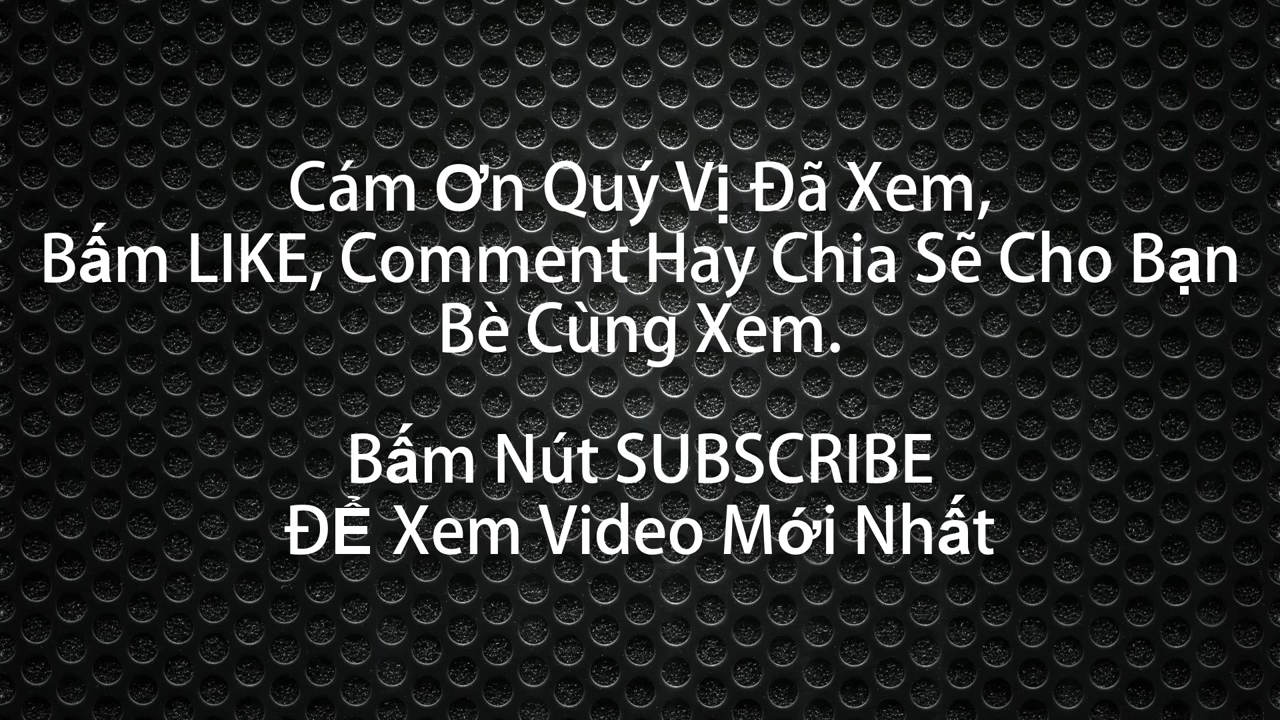 Cám Ơn Quý Vị Đã Xem,
Bấm LIKE, Comment Hay Chia Sẽ Cho Bạn
Bè Cùng Xem.
Bấm Nút SUBSCRIBE
ĐỂ Xem Video Mới Nhất